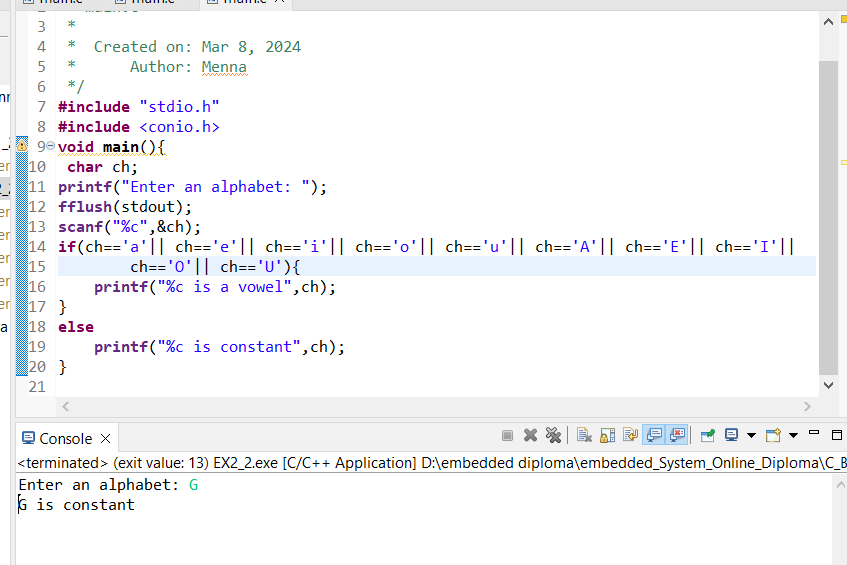 main.c main.c main.c
3 *
4 * Created on: Mar 8, 2024
5 * Author: Menna
6 */
7 #include "stdio.h"
8 #include <conio.h>
9 void main(){
10 char ch;
11 printf("Enter an alphabet: ");
12 fflush(stdout);
13 scanf("%c",&ch);
14 if(ch=='a'|| ch=='e'|| ch=='i'|| ch=='o'|| ch=='u'|| ch=='A'|| ch=='E'|| ch=='I'||
15 ch=='O'|| ch=='U'){
16 printf("%c is a vowel",ch);
17 }
18 else
19 printf("%c is constant",ch);
20 }
21
Console
<terminated> (exit value: 13) EX2_2.exe [C/C++ Application] D:\embedded diploma\embedded_System_Online_Diploma\C_B
Enter an alphabet: G
G is constant